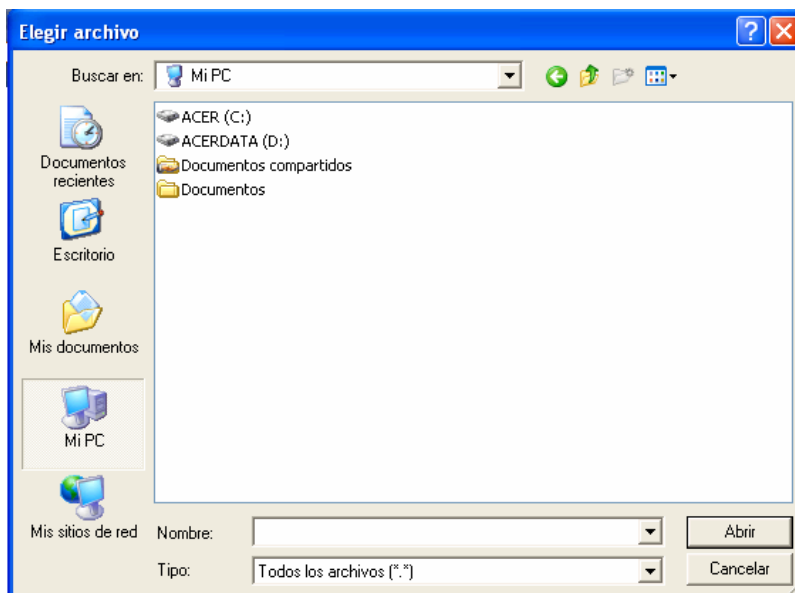 Elegir archivo
Buscar en:
Mi PC
ACER (C:)
ACERDATA (D:)
Documentos compartidos
Documentos
Documentos
recientes
Escritorio
Mis documentos
Mi PC
Mis sitios de red
Nombre:
Abrir
Tipo:
Todos los archivos (*.*)
Cancelar